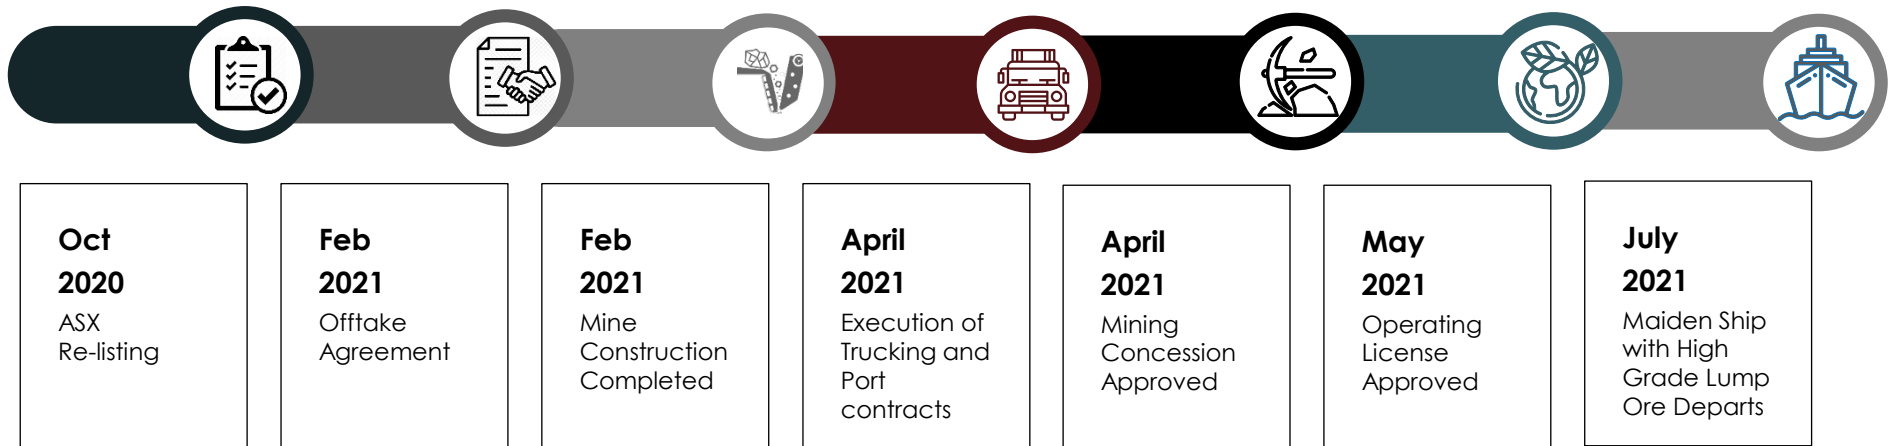 Oct
2020
ASX
Re-listing
Feb
2021
Offtake
Agreement
Feb
2021
Mine
Construction
Completed
April
2021
Execution of
Trucking and
Port
contracts
April
2021
Mining
Concession
Approved
May
2021
Operating
License
Approved
July
2021
Maiden Ship
with High
Grade Lump
Ore Departs